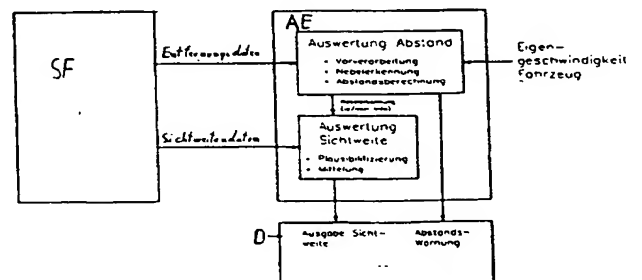 AE
SF
Entfernungsdaten
Auswertung Abstand
• Vorverarbeitung
• Nebelerkennung
• Abstandsberechnung
Eigen-
geschwindigkeit
Fahrzeug
Sichtweitendaten
Auswertung
Sichtweite
• Plausibilisierung
• Mittelung
D
Ausgabe Sicht-
weite
Abstands-
Warnung